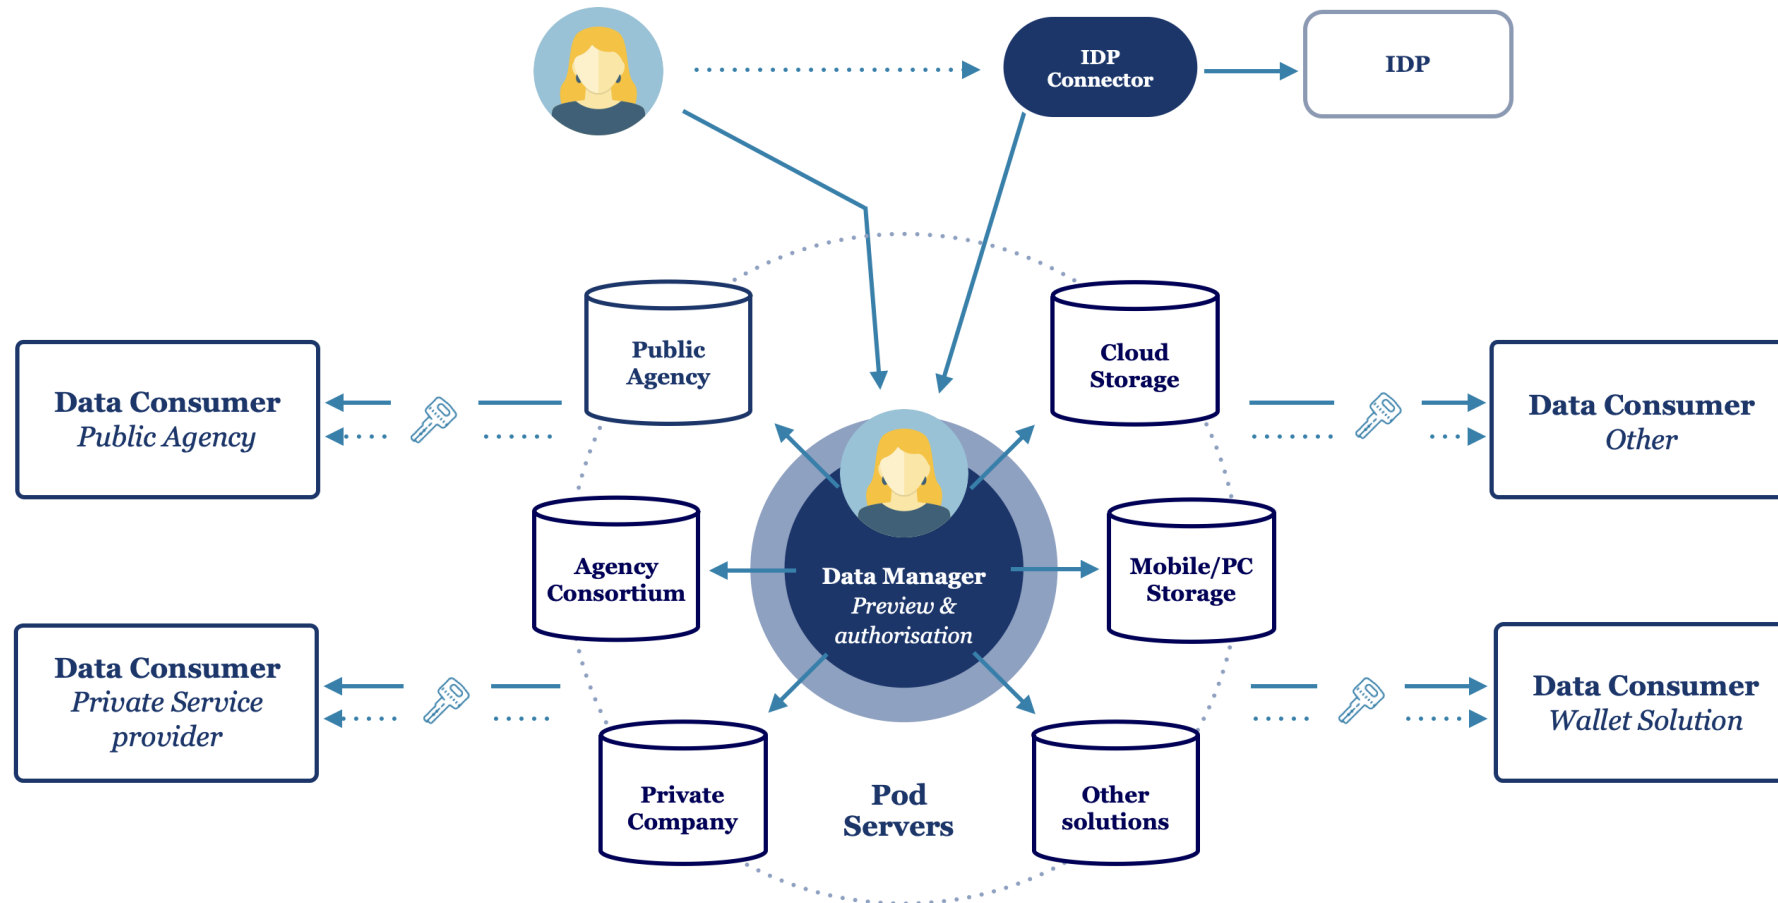 IDP
Connector
IDP
Public
Agency
Cloud
Storage
Data Consumer
Public Agency
Data Consumer
Other
Agency
Consortium
Data Manager
Preview &
authorisation
Mobile/PC
Storage
Data Consumer
Private Service
provider
Data Consumer
Wallet Solution
Private
Company
Pod
Servers
Other
solutions